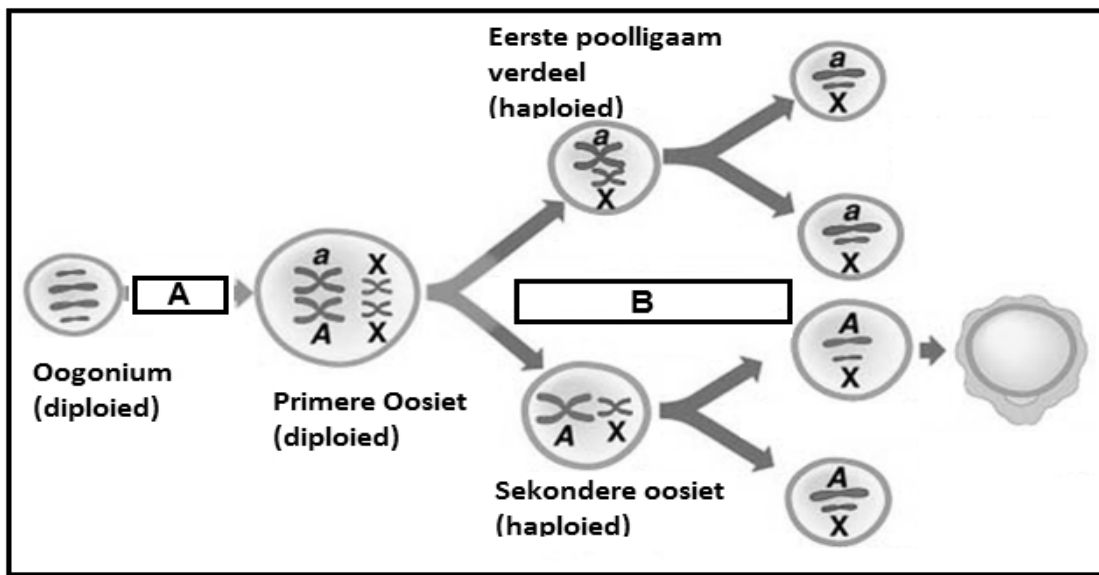 Eerste poolligaam
verdeel
(haploied)
a
X
a
X
a
X
A
a
X
A
X
B
A
X
Oogonium
(diploied)
Primere Oosiet
(diploied)
A
X
Sekondere oosiet
(haploied)
A
X